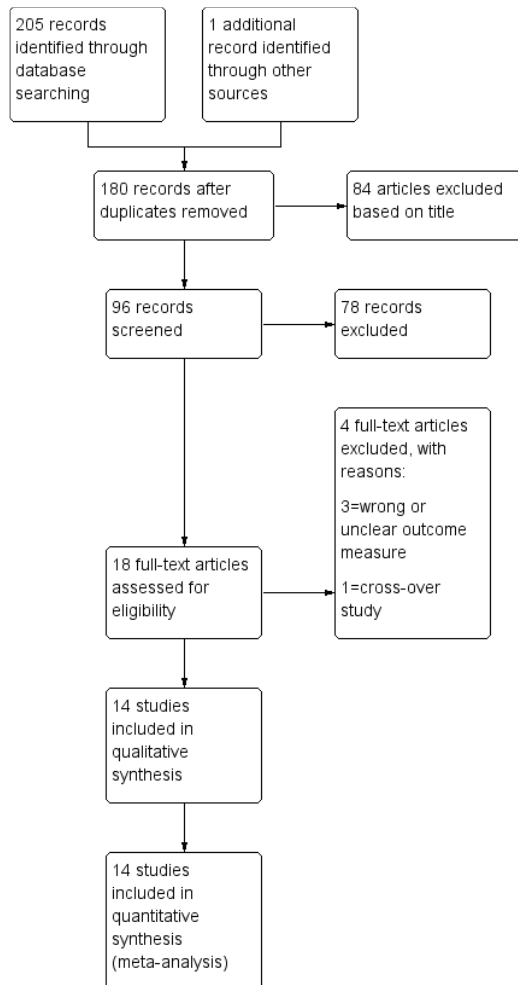 205 records
identified through
database
searching
1 additional
record identified
through other
sources
180 records after
duplicates removed
84 articles excluded
based on title
96 records
screened
78 records
excluded
4 full-text articles
excluded, with
reasons:
3=wrong or
unclear outcome
measure
1=cross-over
study
18 full-text articles
assessed for
eligibility
14 studies
included in
qualitative
synthesis
14 studies
included in
quantitative
synthesis
(meta-analysis)